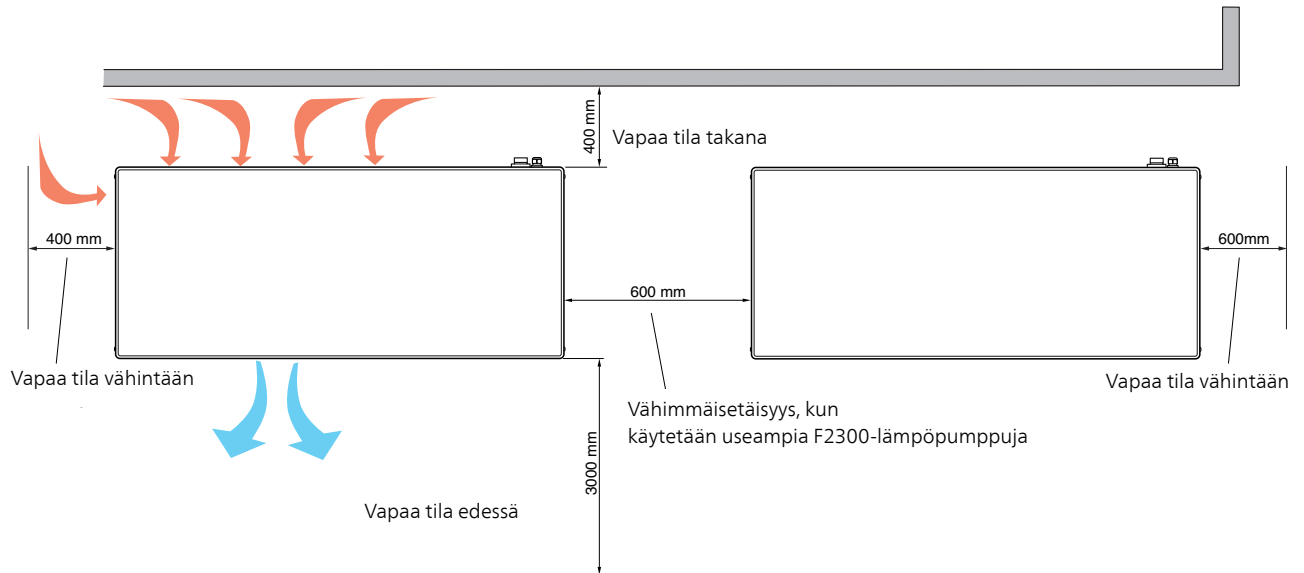 400 mm
Vapaa tila takana
400 mm
600mm
600 mm
Vapaa tila vähintään
Vapaa tila vähintään
Vähimmäisetäisyys, kun
käytetään useampia F2300-lämpöpumppuja
3000 mm
Vapaa tila edessä